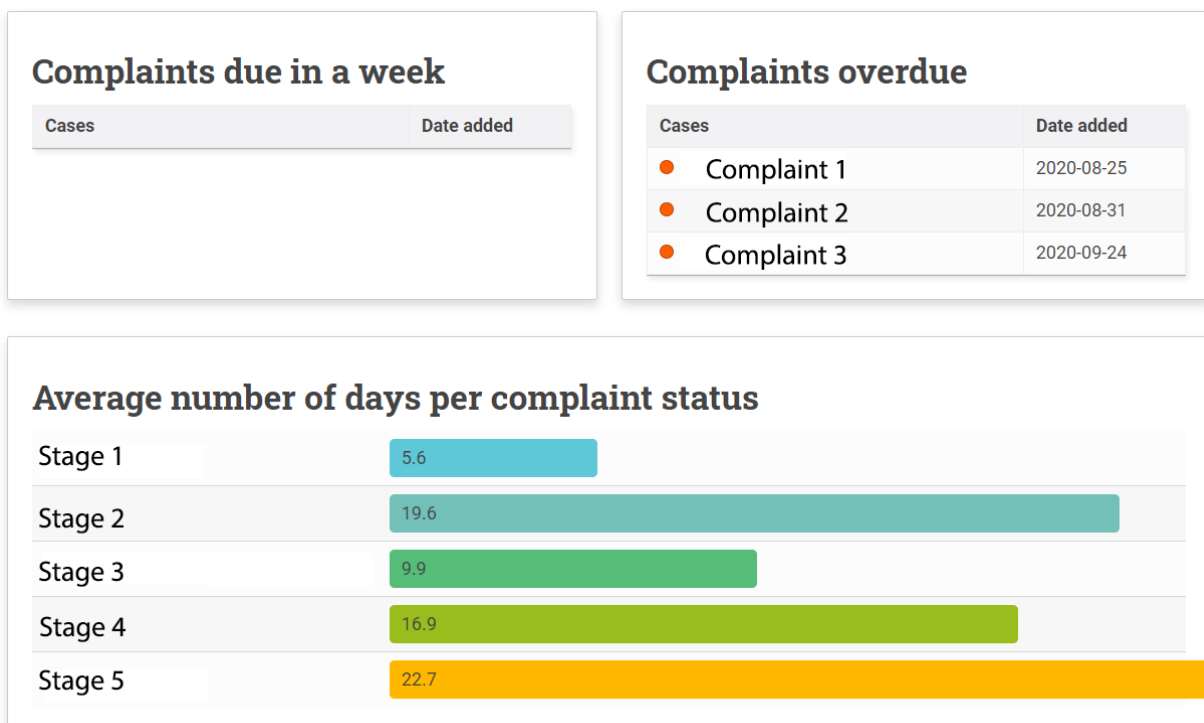 Complaints due in a week
Cases Date added
Complaints overdue
Cases Date added
Complaint 1 2020-08-25
Complaint 2 2020-08-31
Complaint 3 2020-09-24
Average number of days per complaint status
Stage 1 5.6
Stage 2 19.6
Stage 3 9.9
Stage 4 16.9
Stage 5 22.7